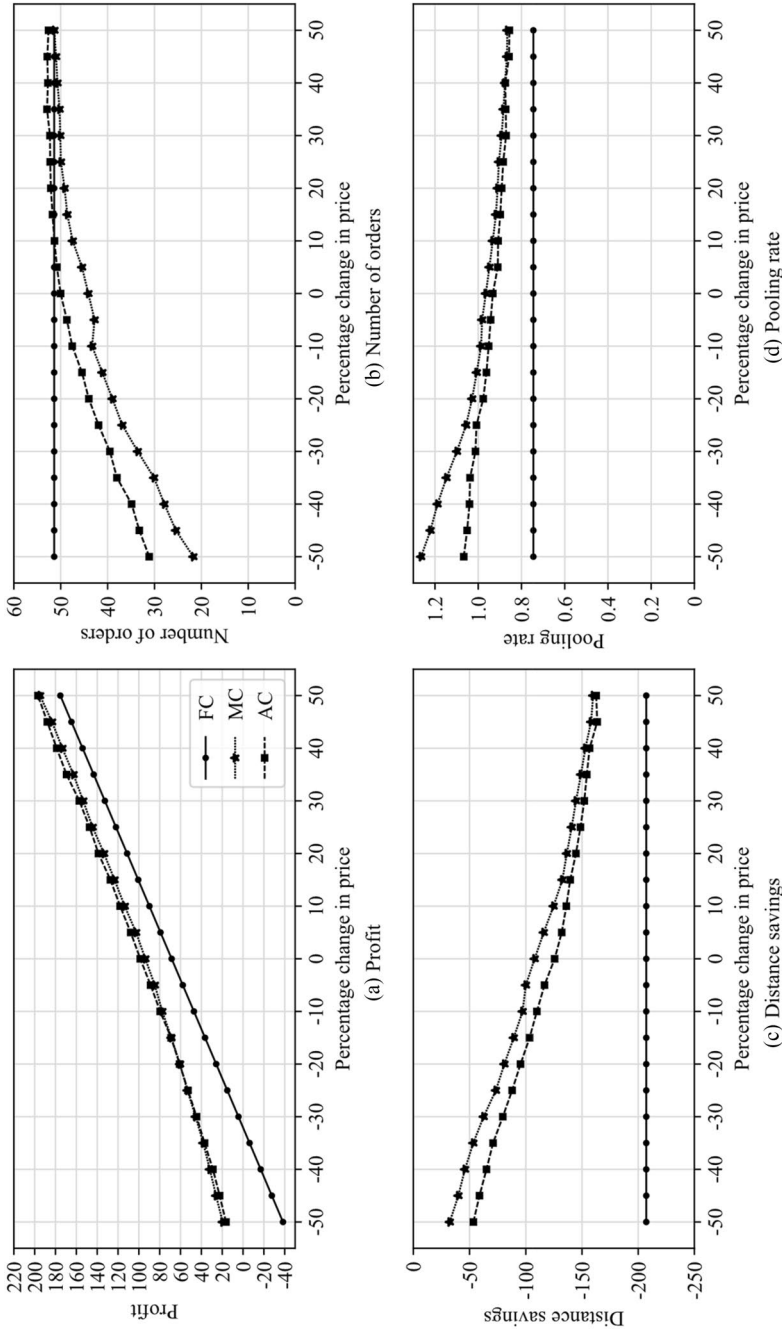 220
200
180
160
140
120
100
80
60
40
20
0
-20
-40
Profit
-50 -40 -30 -20 -10 0 10 20 30 40 50
Percentage change in price
(a) Profit
FC
MC
AC
60
50
40
30
20
10
0
Number of orders
-50 -40 -30 -20 -10 0 10 20 30 40 50
Percentage change in price
(b) Number of orders
0
-50
-100
-150
-200
-250
Distance savings
-50 -40 -30 -20 -10 0 10 20 30 40 50
Percentage change in price
(c) Distance savings
1.2
1.0
0.8
0.6
0.4
0.2
0
Pooling rate
-50 -40 -30 -20 -10 0 10 20 30 40 50
Percentage change in price
(d) Pooling rate